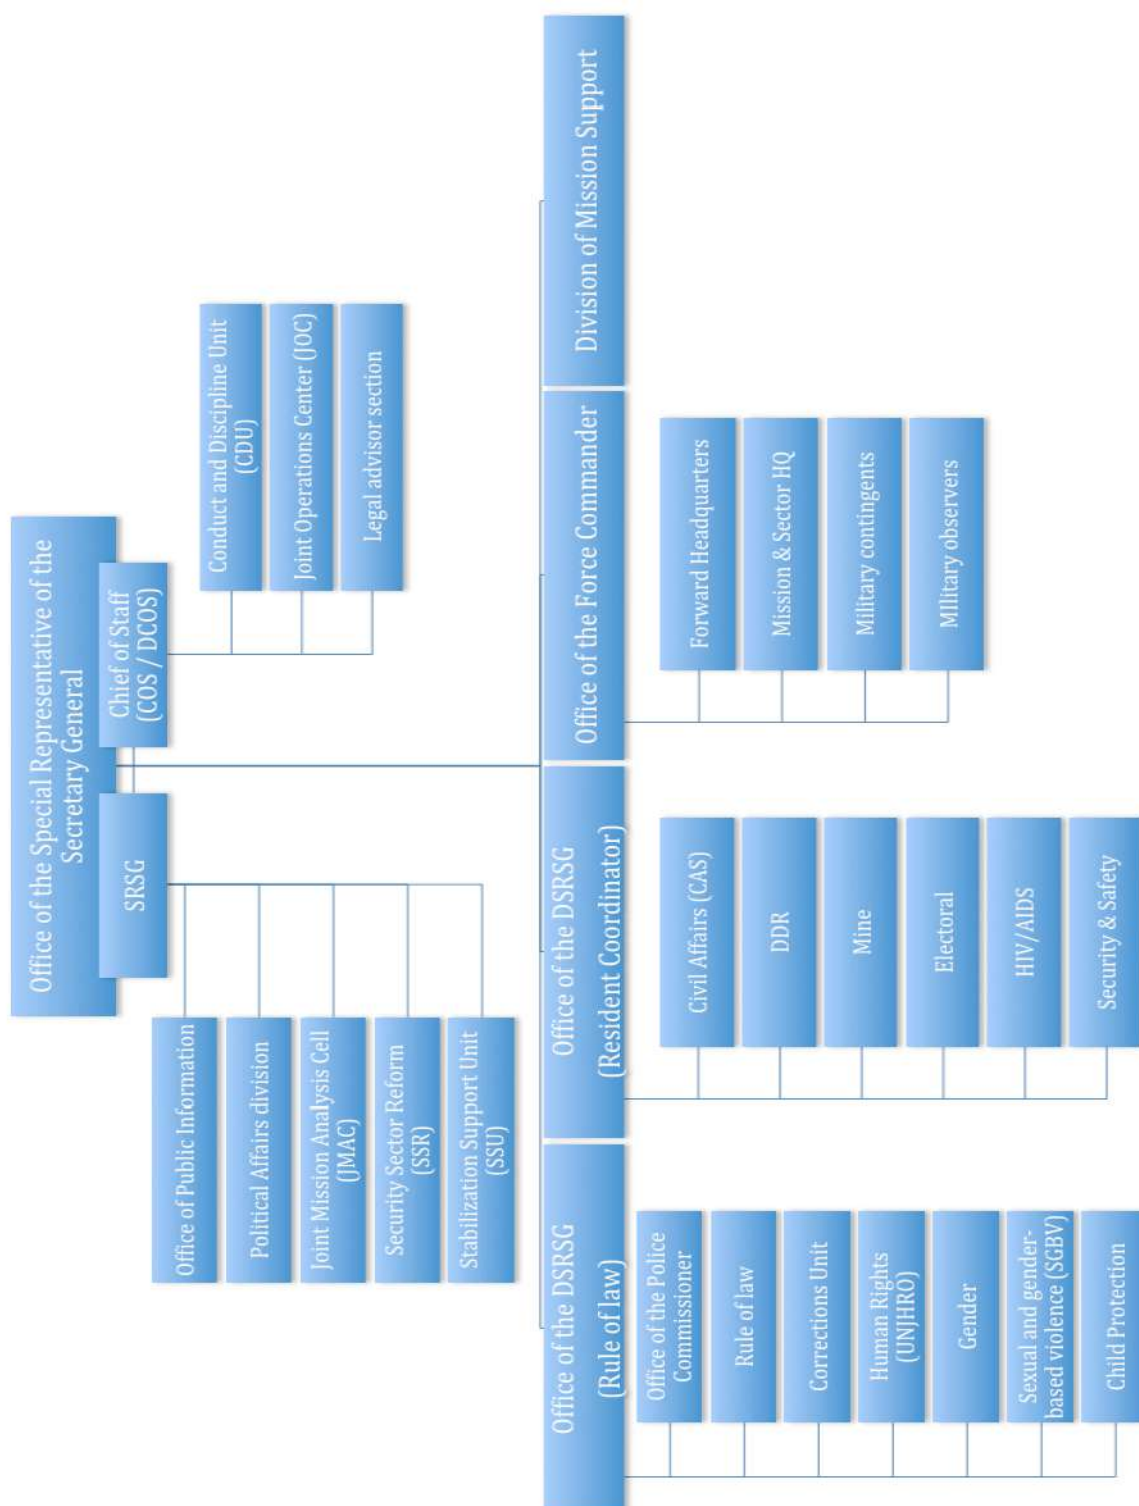 Office of the Special Representative of the
Secretary General
SRSG
Chief of Staff
(COS / DCOS)
Office of Public Information
Political Affairs division
Joint Mission Analysis Cell
(JMAC)
Security Sector Reform
(SSR)
Stabilization Support Unit
(SSU)
Conduct and Discipline Unit
(CDU)
Joint Operations Center (JOC)
Legal advisor section
Office of the DSRSG
(Rule of law)
Office of the DSRSG
(Resident Coordinator)
Office of the Force Commander
Division of Mission Support
Office of the Police
Commissioner
Rule of law
Corrections Unit
Human Rights
(UNJHRO)
Gender
Sexual and gender-
based violence (SGBV)
Child Protection
Civil Affairs (CAS)
DDR
Mine
Electoral
HIV/AIDS
Security & Safety
Forward Headquarters
Mission & Sector HQ
Military contingents
MIlitary observers